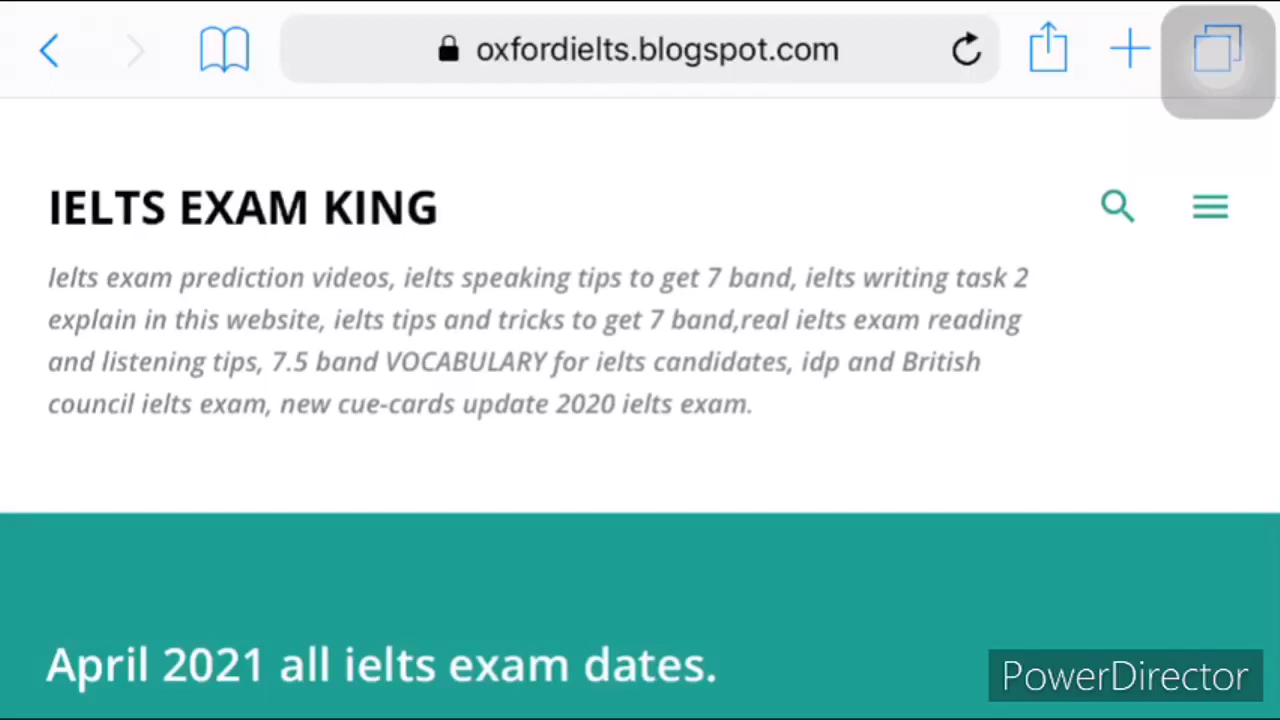 oxfordielts.blogspot.com
IELTS EXAM KING
Ielts exam prediction videos, ielts speaking tips to get 7 band, ielts writing task 2
explain in this website, ielts tips and tricks to get 7 band,real ielts exam reading
and listening tips, 7.5 band VOCABULARY for ielts candidates, idp and British
council ielts exam, new cue-cards update 2020 ielts exam.
April 2021 all ielts exam dates.
PowerDirector